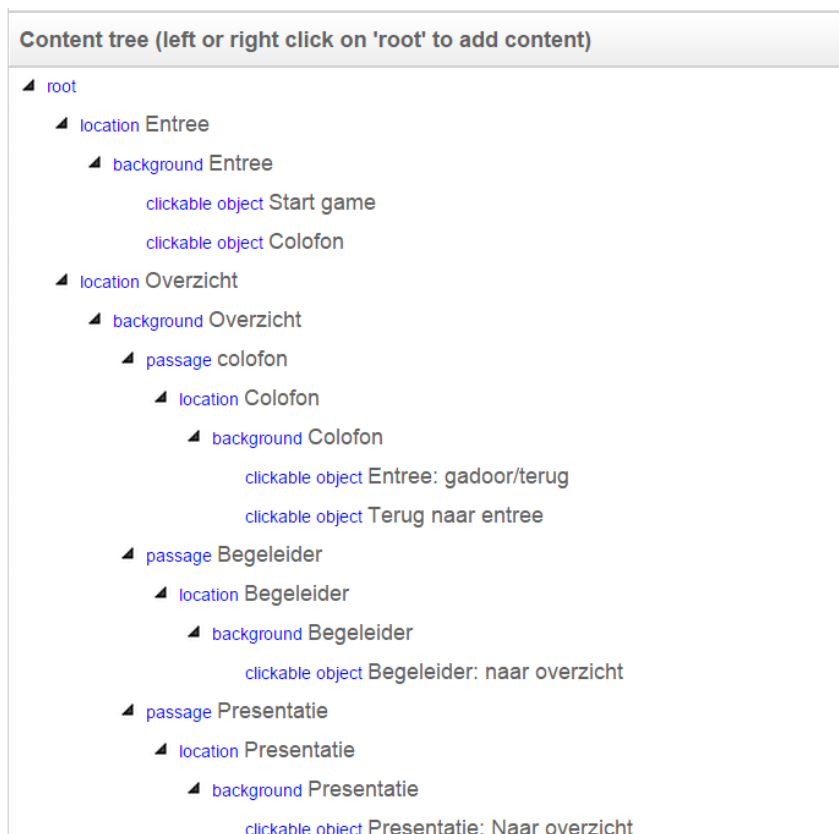 Content tree (left or right click on 'root' to add content)
root
location Entree
background Entree
clickable object Start game
clickable object Colofon
location Overzicht
background Overzicht
passage colofon
location Colofon
background Colofon
clickable object Entree: gadoor/terug
clickable object Terug naar entree
passage Begeleider
location Begeleider
background Begeleider
clickable object Begeleider: naar overzicht
passage Presentatie
location Presentatie
background Presentatie
clickable object Presentatie: Naar overzicht